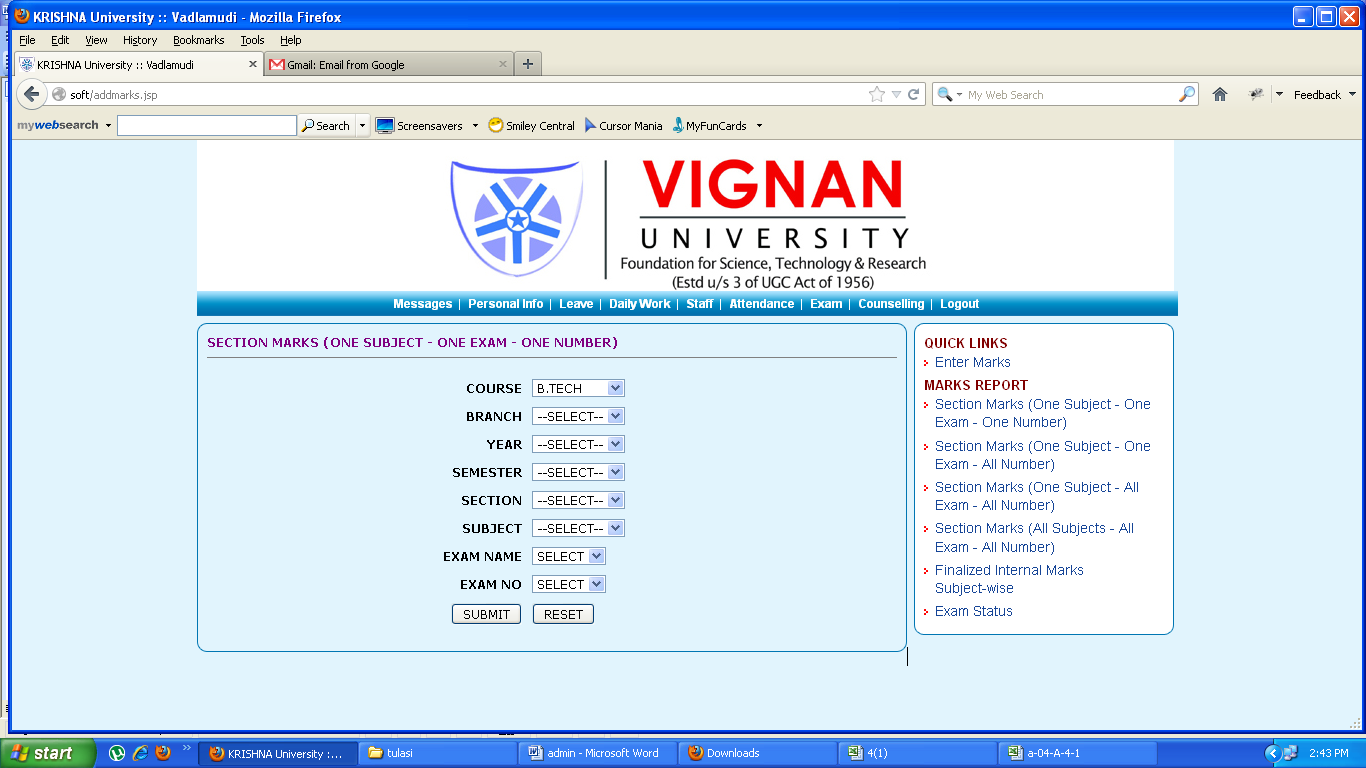 KRISHNA University :: Vadlamudi - Mozilla Firefox
File Edit View History Bookmarks Tools Help
KRISHNA University :: Vadlamudi Gmail: Email from Google
soft/addmarks.jsp My Web Search Feedback
mywebsearch Search Screensavers Smiley Central Cursor Mania MyFunCards
VIGNAN
UNIVERSITY
Foundation for Science, Technology & Research
(Estd u/s 3 of UGC Act of 1956)
Messages | Personal Info | Leave | Daily Work | Staff | Attendance | Exam | Counselling | Logout
SECTION MARKS (ONE SUBJECT - ONE EXAM - ONE NUMBER)
COURSE B.TECH
BRANCH --SELECT--
YEAR --SELECT--
SEMESTER --SELECT--
SECTION --SELECT--
SUBJECT --SELECT--
EXAM NAME SELECT
EXAM NO SELECT
SUBMIT RESET
QUICK LINKS
Enter Marks
MARKS REPORT
Section Marks (One Subject - One
Exam - One Number)
Section Marks (One Subject - One
Exam - All Number)
Section Marks (One Subject - All
Exam - All Number)
Section Marks (All Subjects - All
Exam - All Number)
Finalized Internal Marks
Subject-wise
Exam Status
start KRISHNA University :... tulasi admin - Microsoft Word Downloads 4(1) a-04-A-4-1 2:43 PM